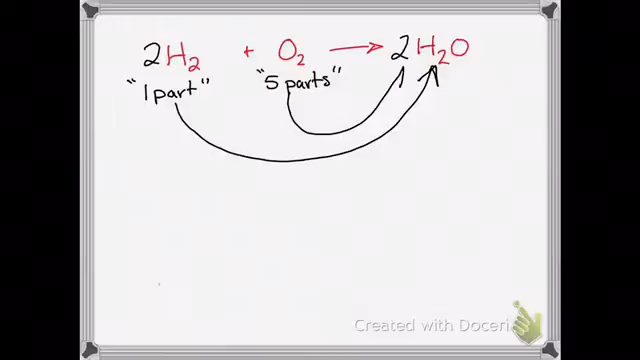 2H₂ + O₂ → 2H₂O
"1 part" "5 parts"
Created with Doceri